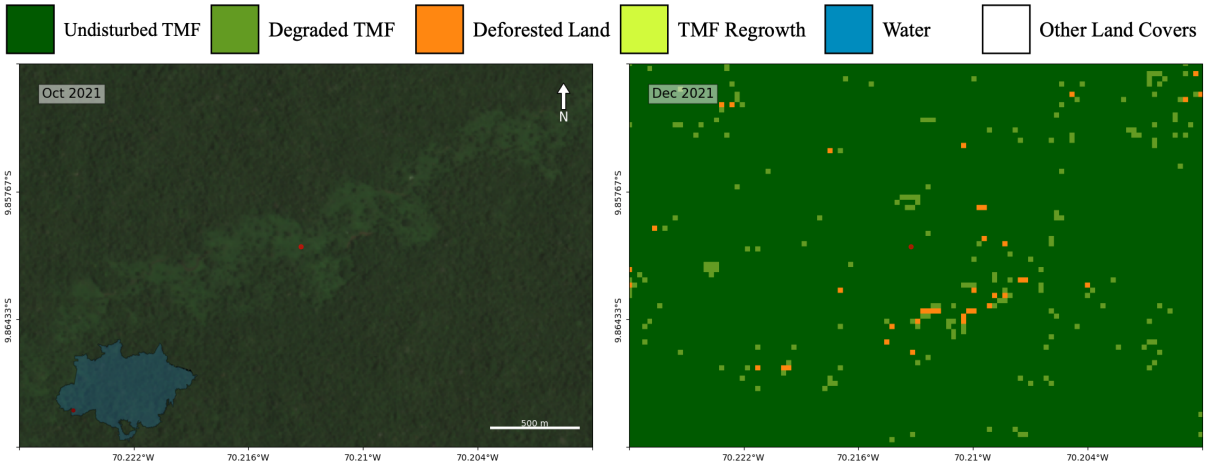 Undisturbed TMF Degraded TMF Deforested Land TMF Regrowth Water Other Land Covers
Oct 2021
N
9.85767°S
9.86433°S
500 m
70.222°W 70.216°W 70.21°W 70.204°W
Dec 2021
9.85767°S
9.86433°S
70.222°W 70.216°W 70.21°W 70.204°W